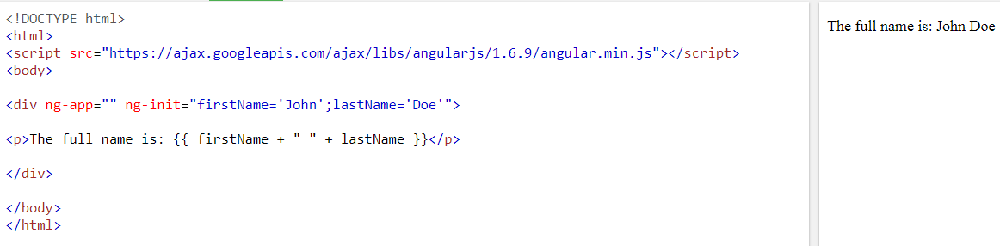 <!DOCTYPE html>
<html>
<script src="https://ajax.googleapis.com/ajax/libs/angularjs/1.6.9/angular.min.js"></script>
<body>
<div ng-app="" ng-init="firstName='John';lastName='Doe'">
<p>The full name is: {{ firstName + " " + lastName }}</p>
</div>
</body>
</html>
The full name is: John Doe